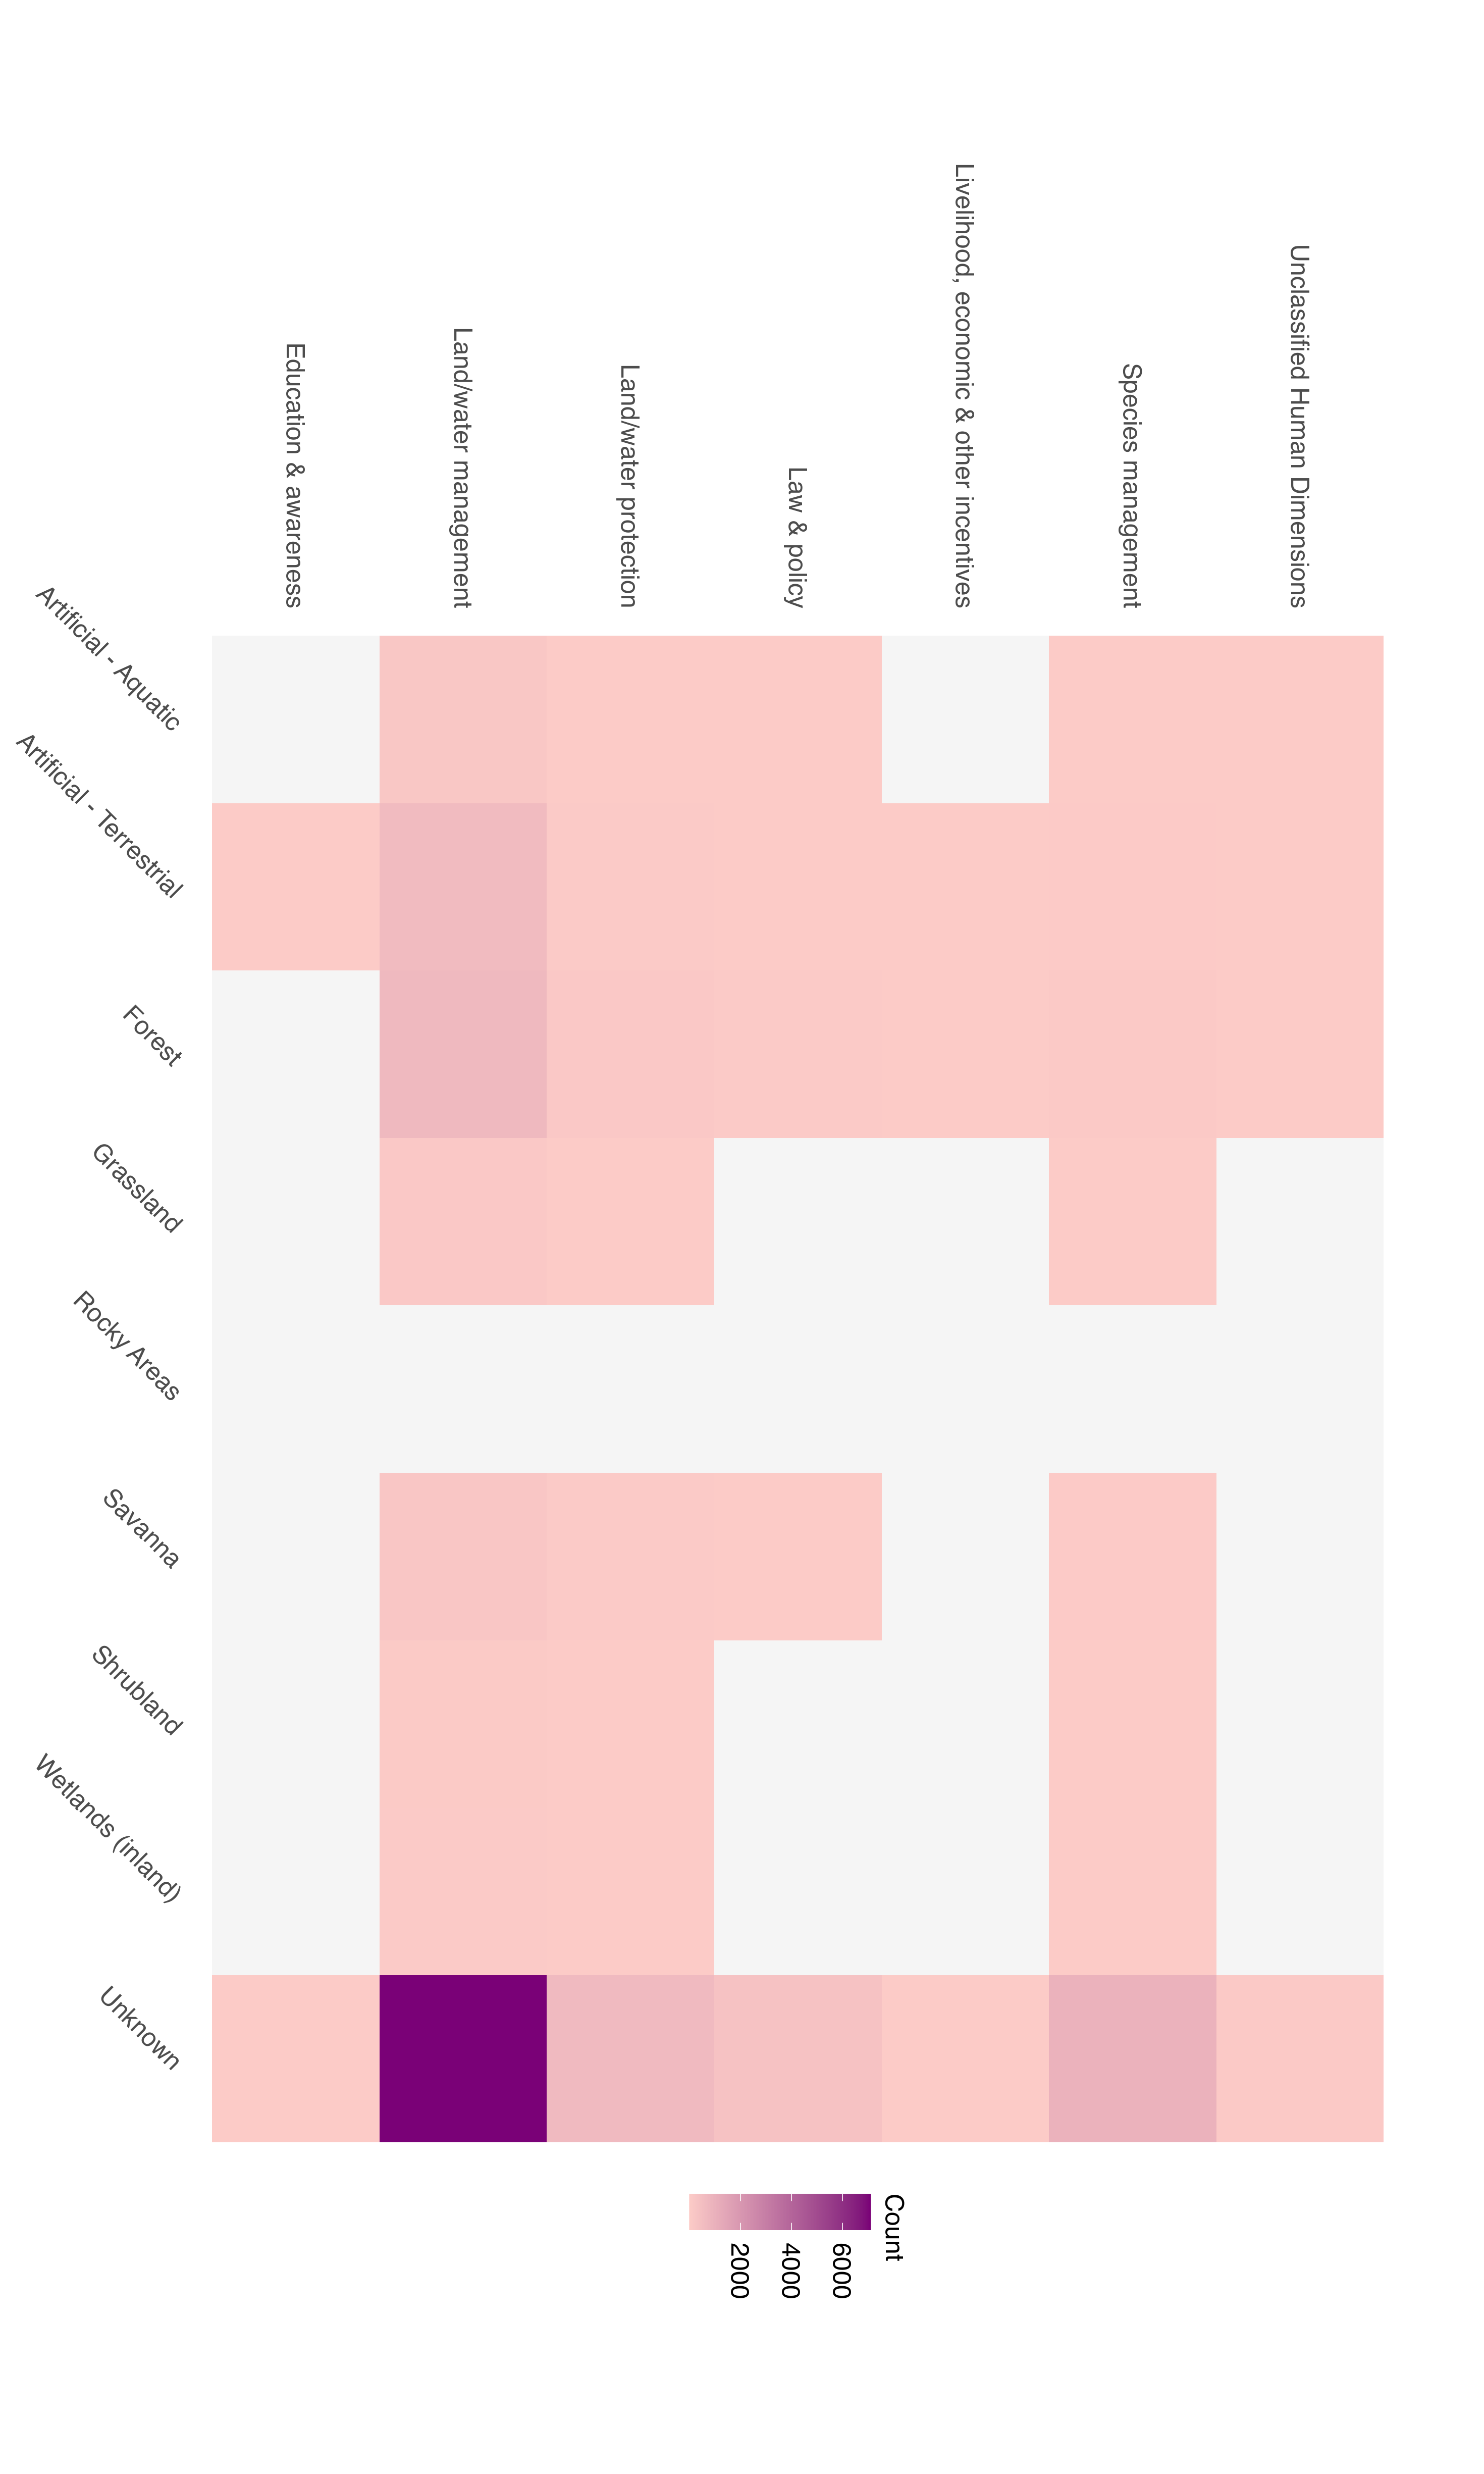 Unclassified Human Dimensions
Species management
Livelihood, economic & other incentives
Law & policy
Land/water protection
Land/water management
Education & awareness
Artificial - Aquatic
Artificial - Terrestrial
Forest
Grassland
Rocky Areas
Savanna
Shrubland
Wetlands (inland)
Unknown
Count
6000
4000
2000